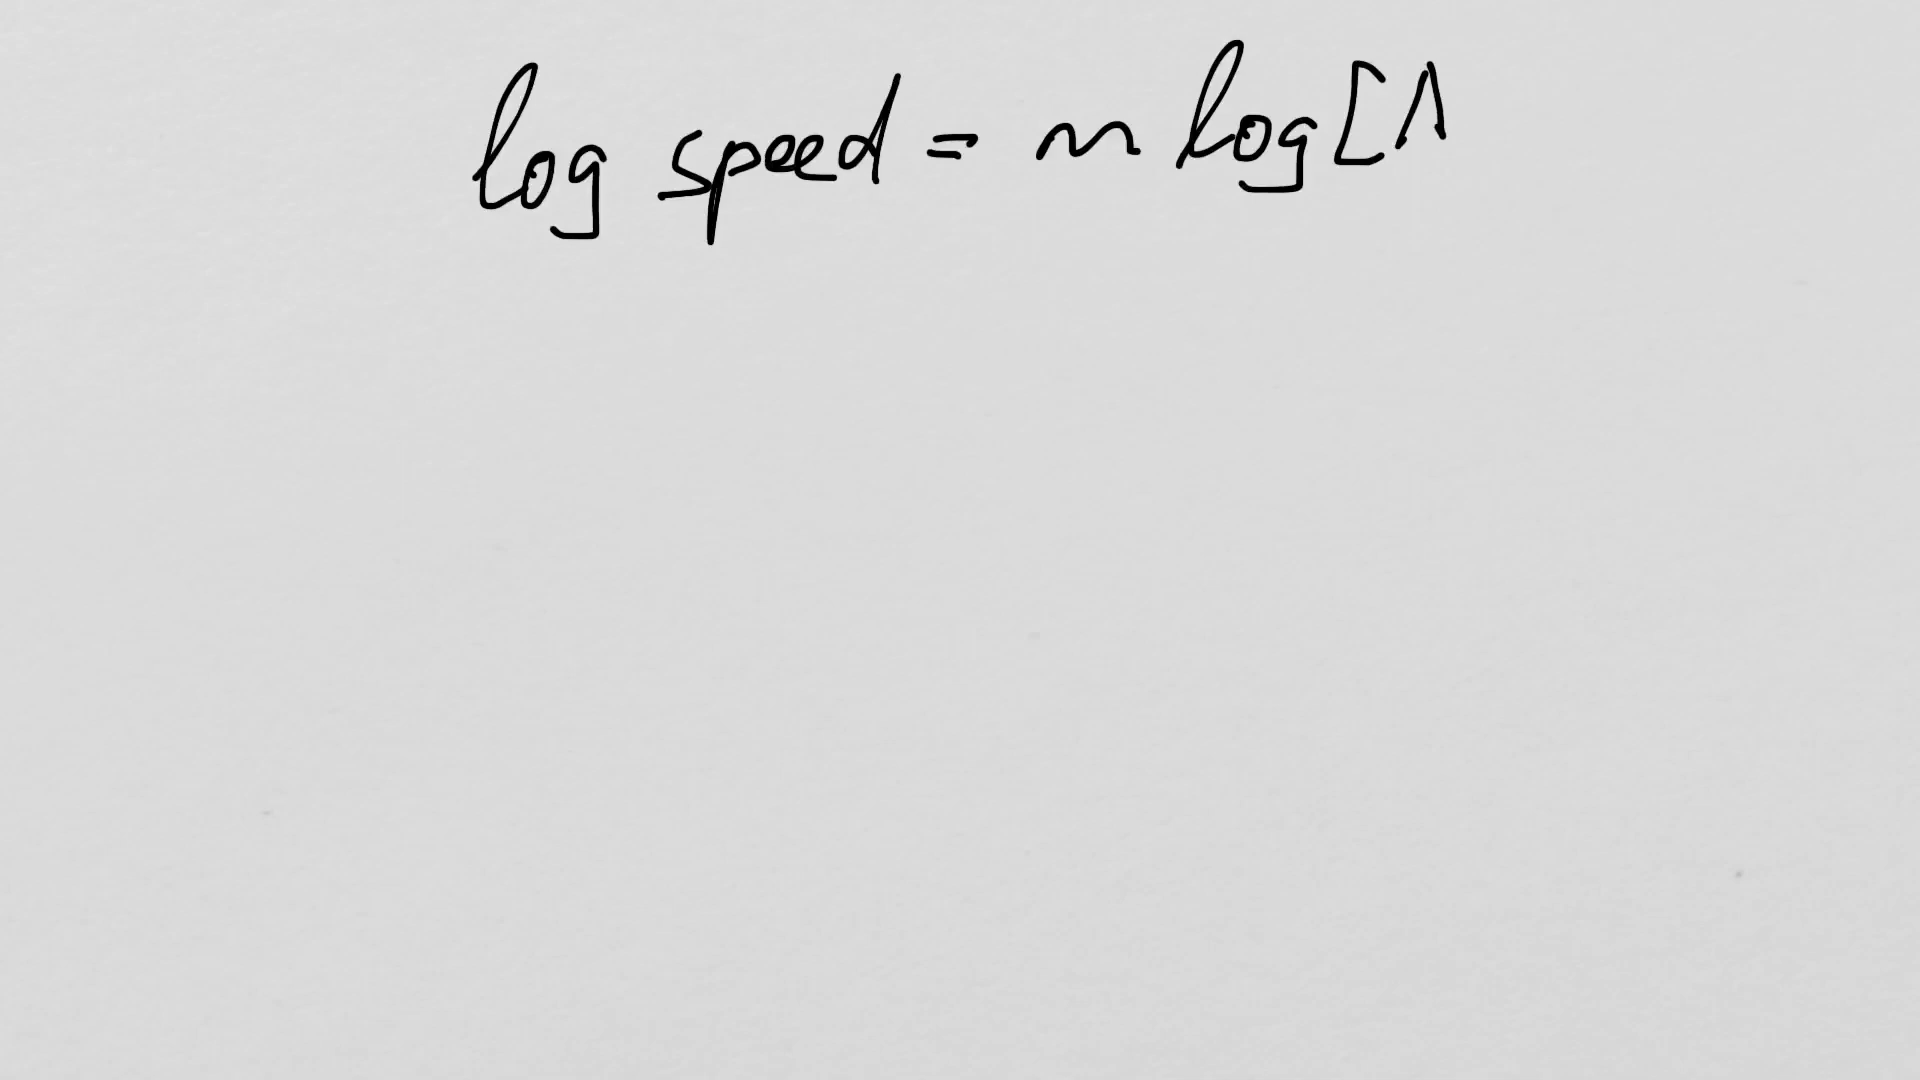 log speed = m log [Λ